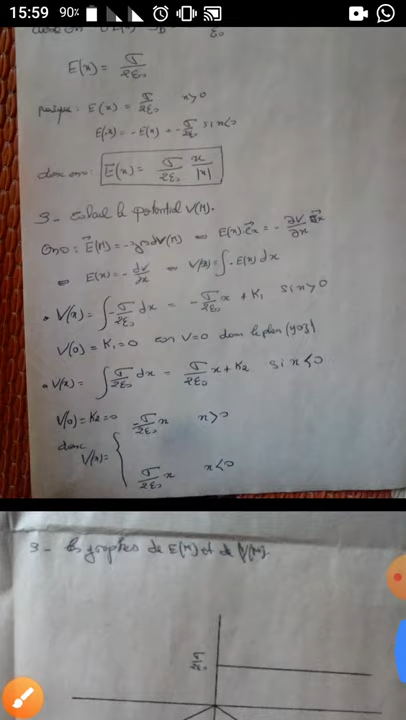 15:59 90%
E(x) = σ/2ε₀
puisque : E(x) = σ/2ε₀ x>0
E(-x) = -E(x) = -σ/2ε₀ si x<0
donc on a : E(x) = σ/2ε₀ x/|x|
3 - Calcul le potentiel V(M).
On a : E⃗(M) = -grad V(M) ⇔ E(x).e⃗x = -∂V/∂x e⃗x
⇔ E(x) = -dV/dx ⇔ V(x) = ∫ -E(x) dx
• V(x) = ∫ -σ/2ε₀ dx = -σ/2ε₀ x + K₁ si x>0
V(0) = K₁ = 0 car V=0 dans le plan (yoz)
• V(x) = ∫ σ/2ε₀ dx = σ/2ε₀ x + K₂ si x<0
V(0) = K₂ = 0
donc V(x) = { -σ/2ε₀ x x>0
σ/2ε₀ x x<0
3 - les graphes de E(M) et de V(M).
σ/2ε₀